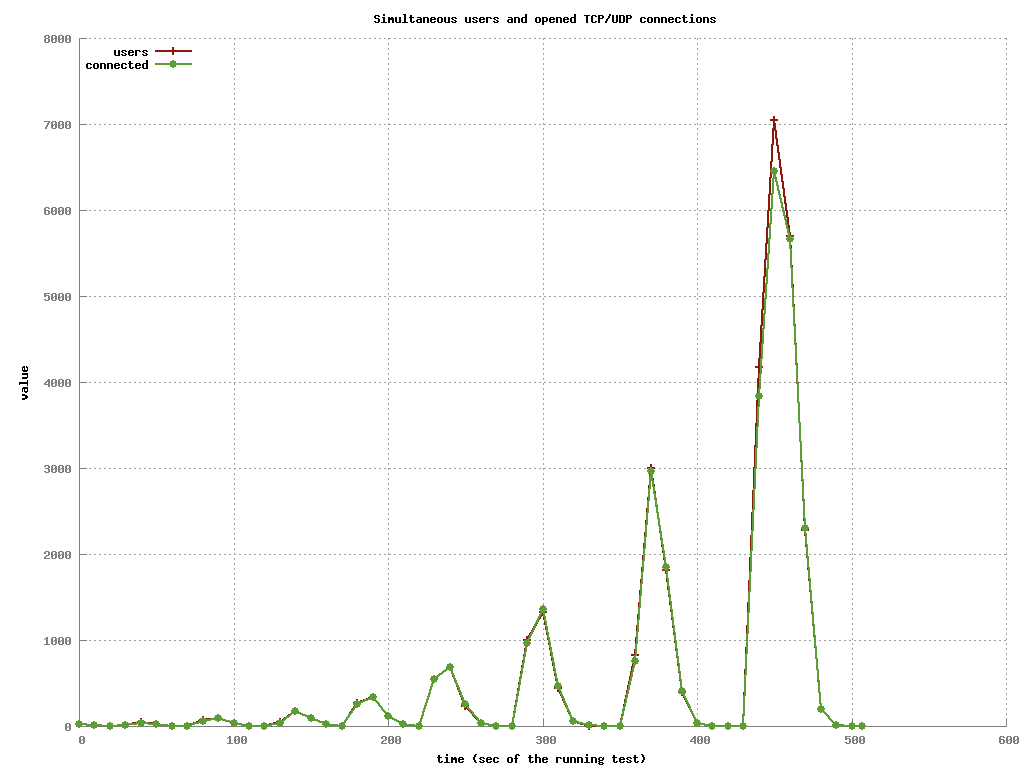 Simultaneous users and opened TCP/UDP connections
users
connected
8000
7000
6000
5000
4000
3000
2000
1000
0
value
0 100 200 300 400 500 600
time (sec of the running test)